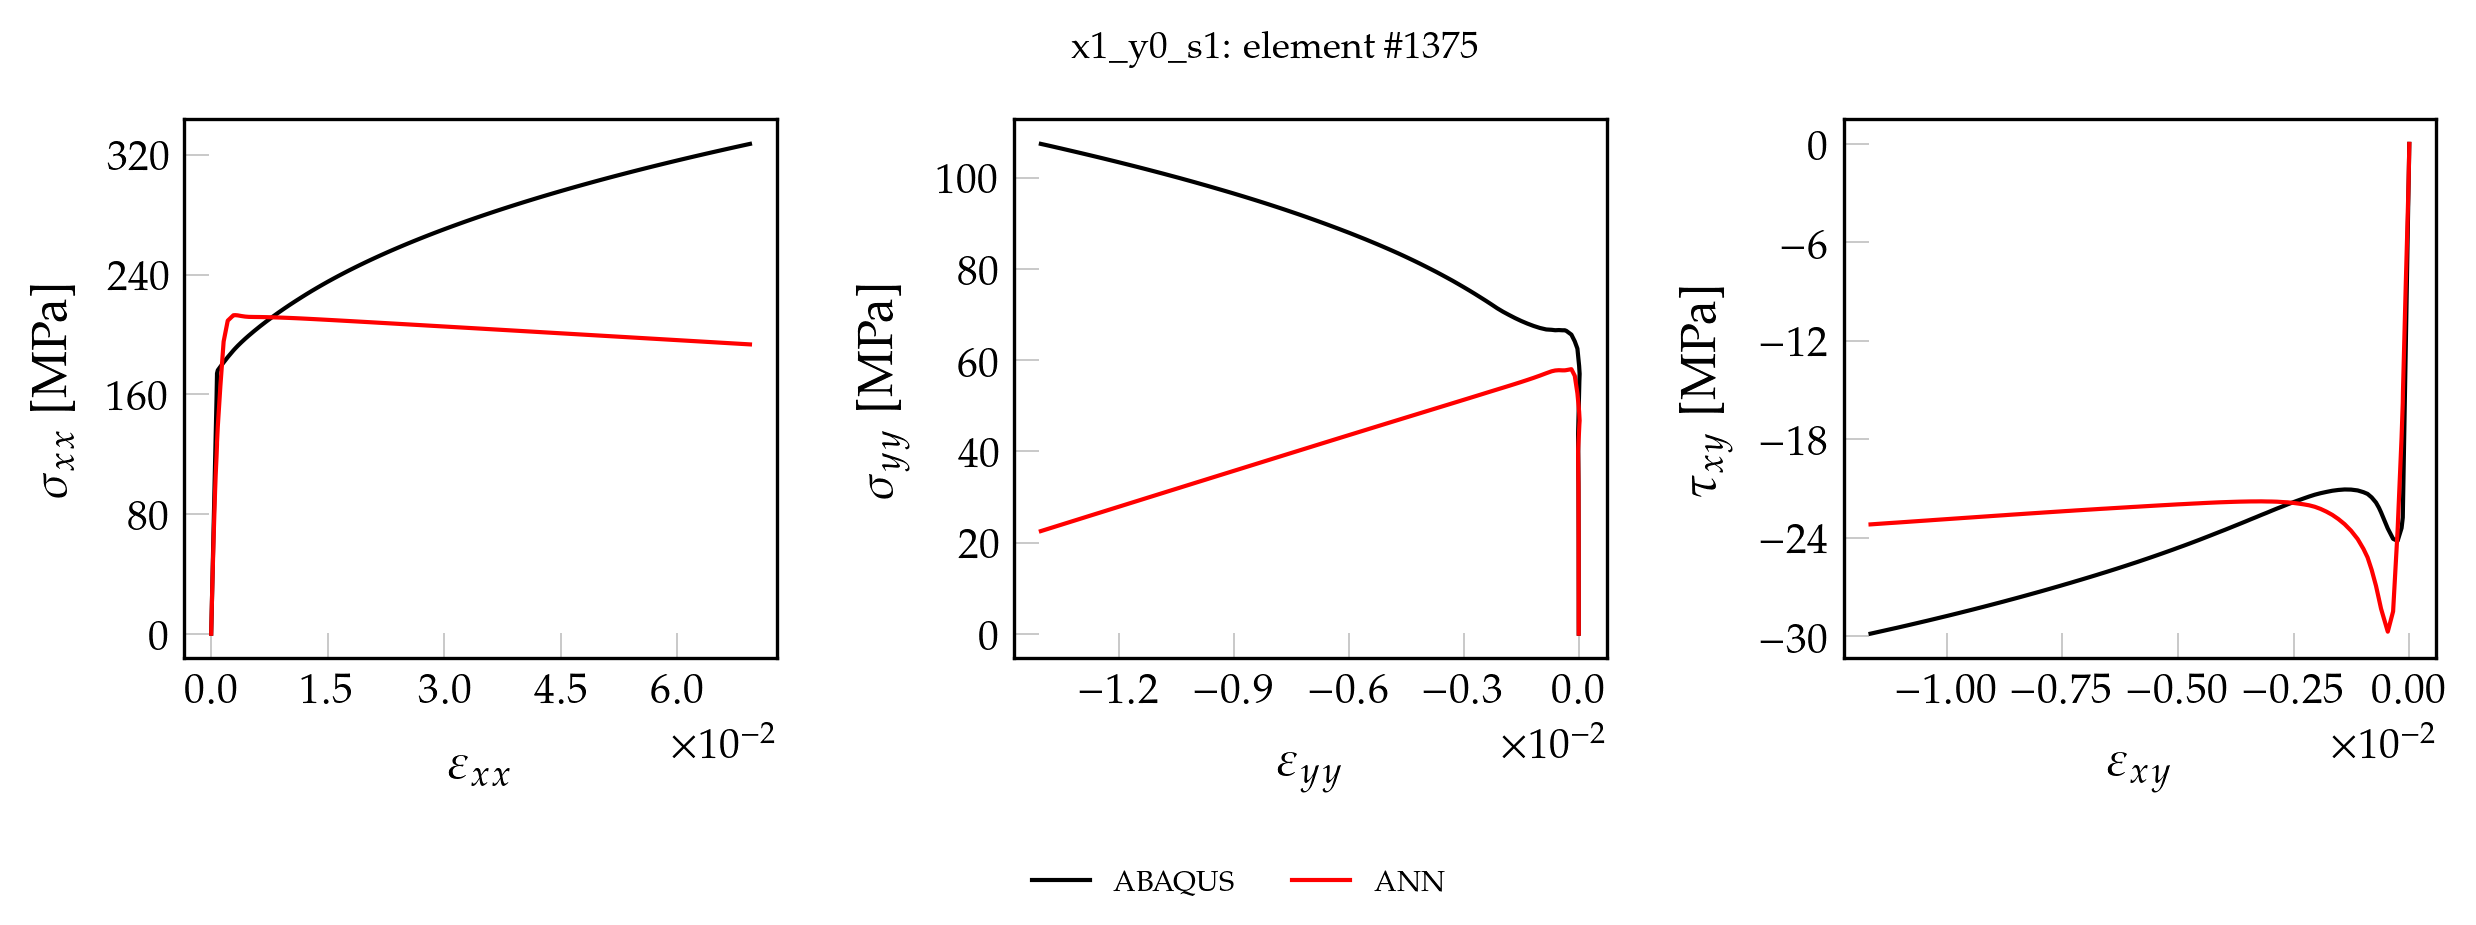 x1_y0_s1: element #1375
σxx [MPa]
320
240
160
80
0
0.0 1.5 3.0 4.5 6.0
×10−2
εxx
σyy [MPa]
100
80
60
40
20
0
−1.2 −0.9 −0.6 −0.3 0.0
×10−2
εyy
τxy [MPa]
0
−6
−12
−18
−24
−30
−1.00 −0.75 −0.50 −0.25 0.00
×10−2
εxy
ABAQUS ANN